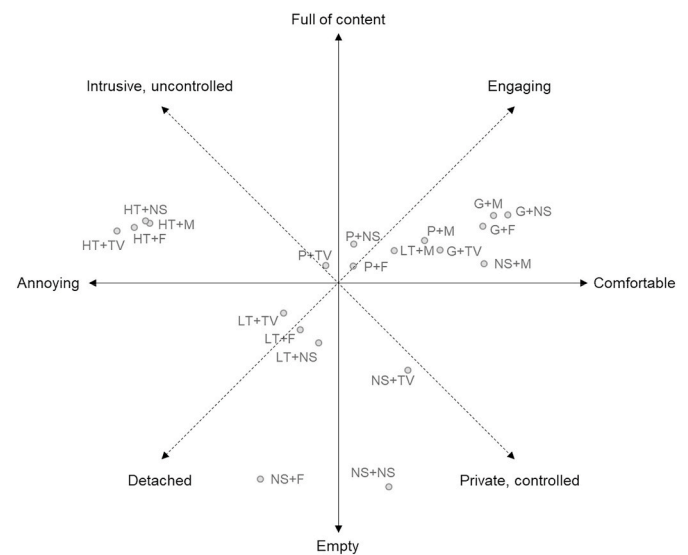 Full of content
Intrusive, uncontrolled
Engaging
HT+NS
HT+M
HT+F
HT+TV
G+M
G+NS
G+F
P+M
P+NS
LT+M
G+TV
P+TV
P+F
NS+M
Annoying
Comfortable
LT+TV
LT+F
LT+NS
NS+TV
NS+NS
NS+F
Detached
Private, controlled
Empty